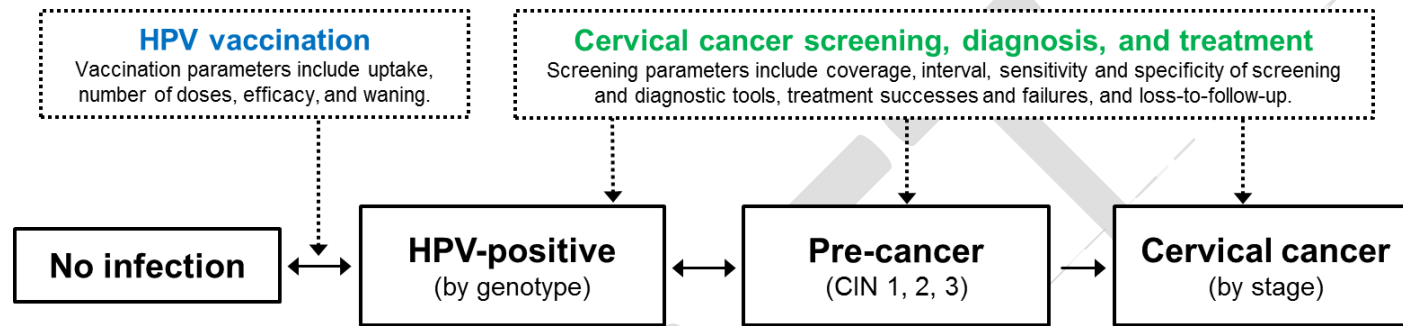 HPV vaccination
Vaccination parameters include uptake,
number of doses, efficacy, and waning.
Cervical cancer screening, diagnosis, and treatment
Screening parameters include coverage, interval, sensitivity and specificity of screening
and diagnostic tools, treatment successes and failures, and loss-to-follow-up.
No infection
HPV-positive
(by genotype)
Pre-cancer
(CIN 1, 2, 3)
Cervical cancer
(by stage)